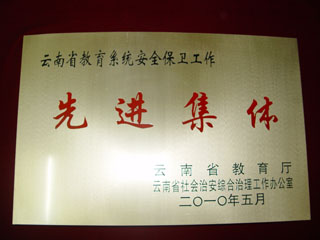 云南省教育系统安全保卫工作
先进集体
云南省教育厅
云南省社会治安综合治理工作办公室
二〇一〇年五月